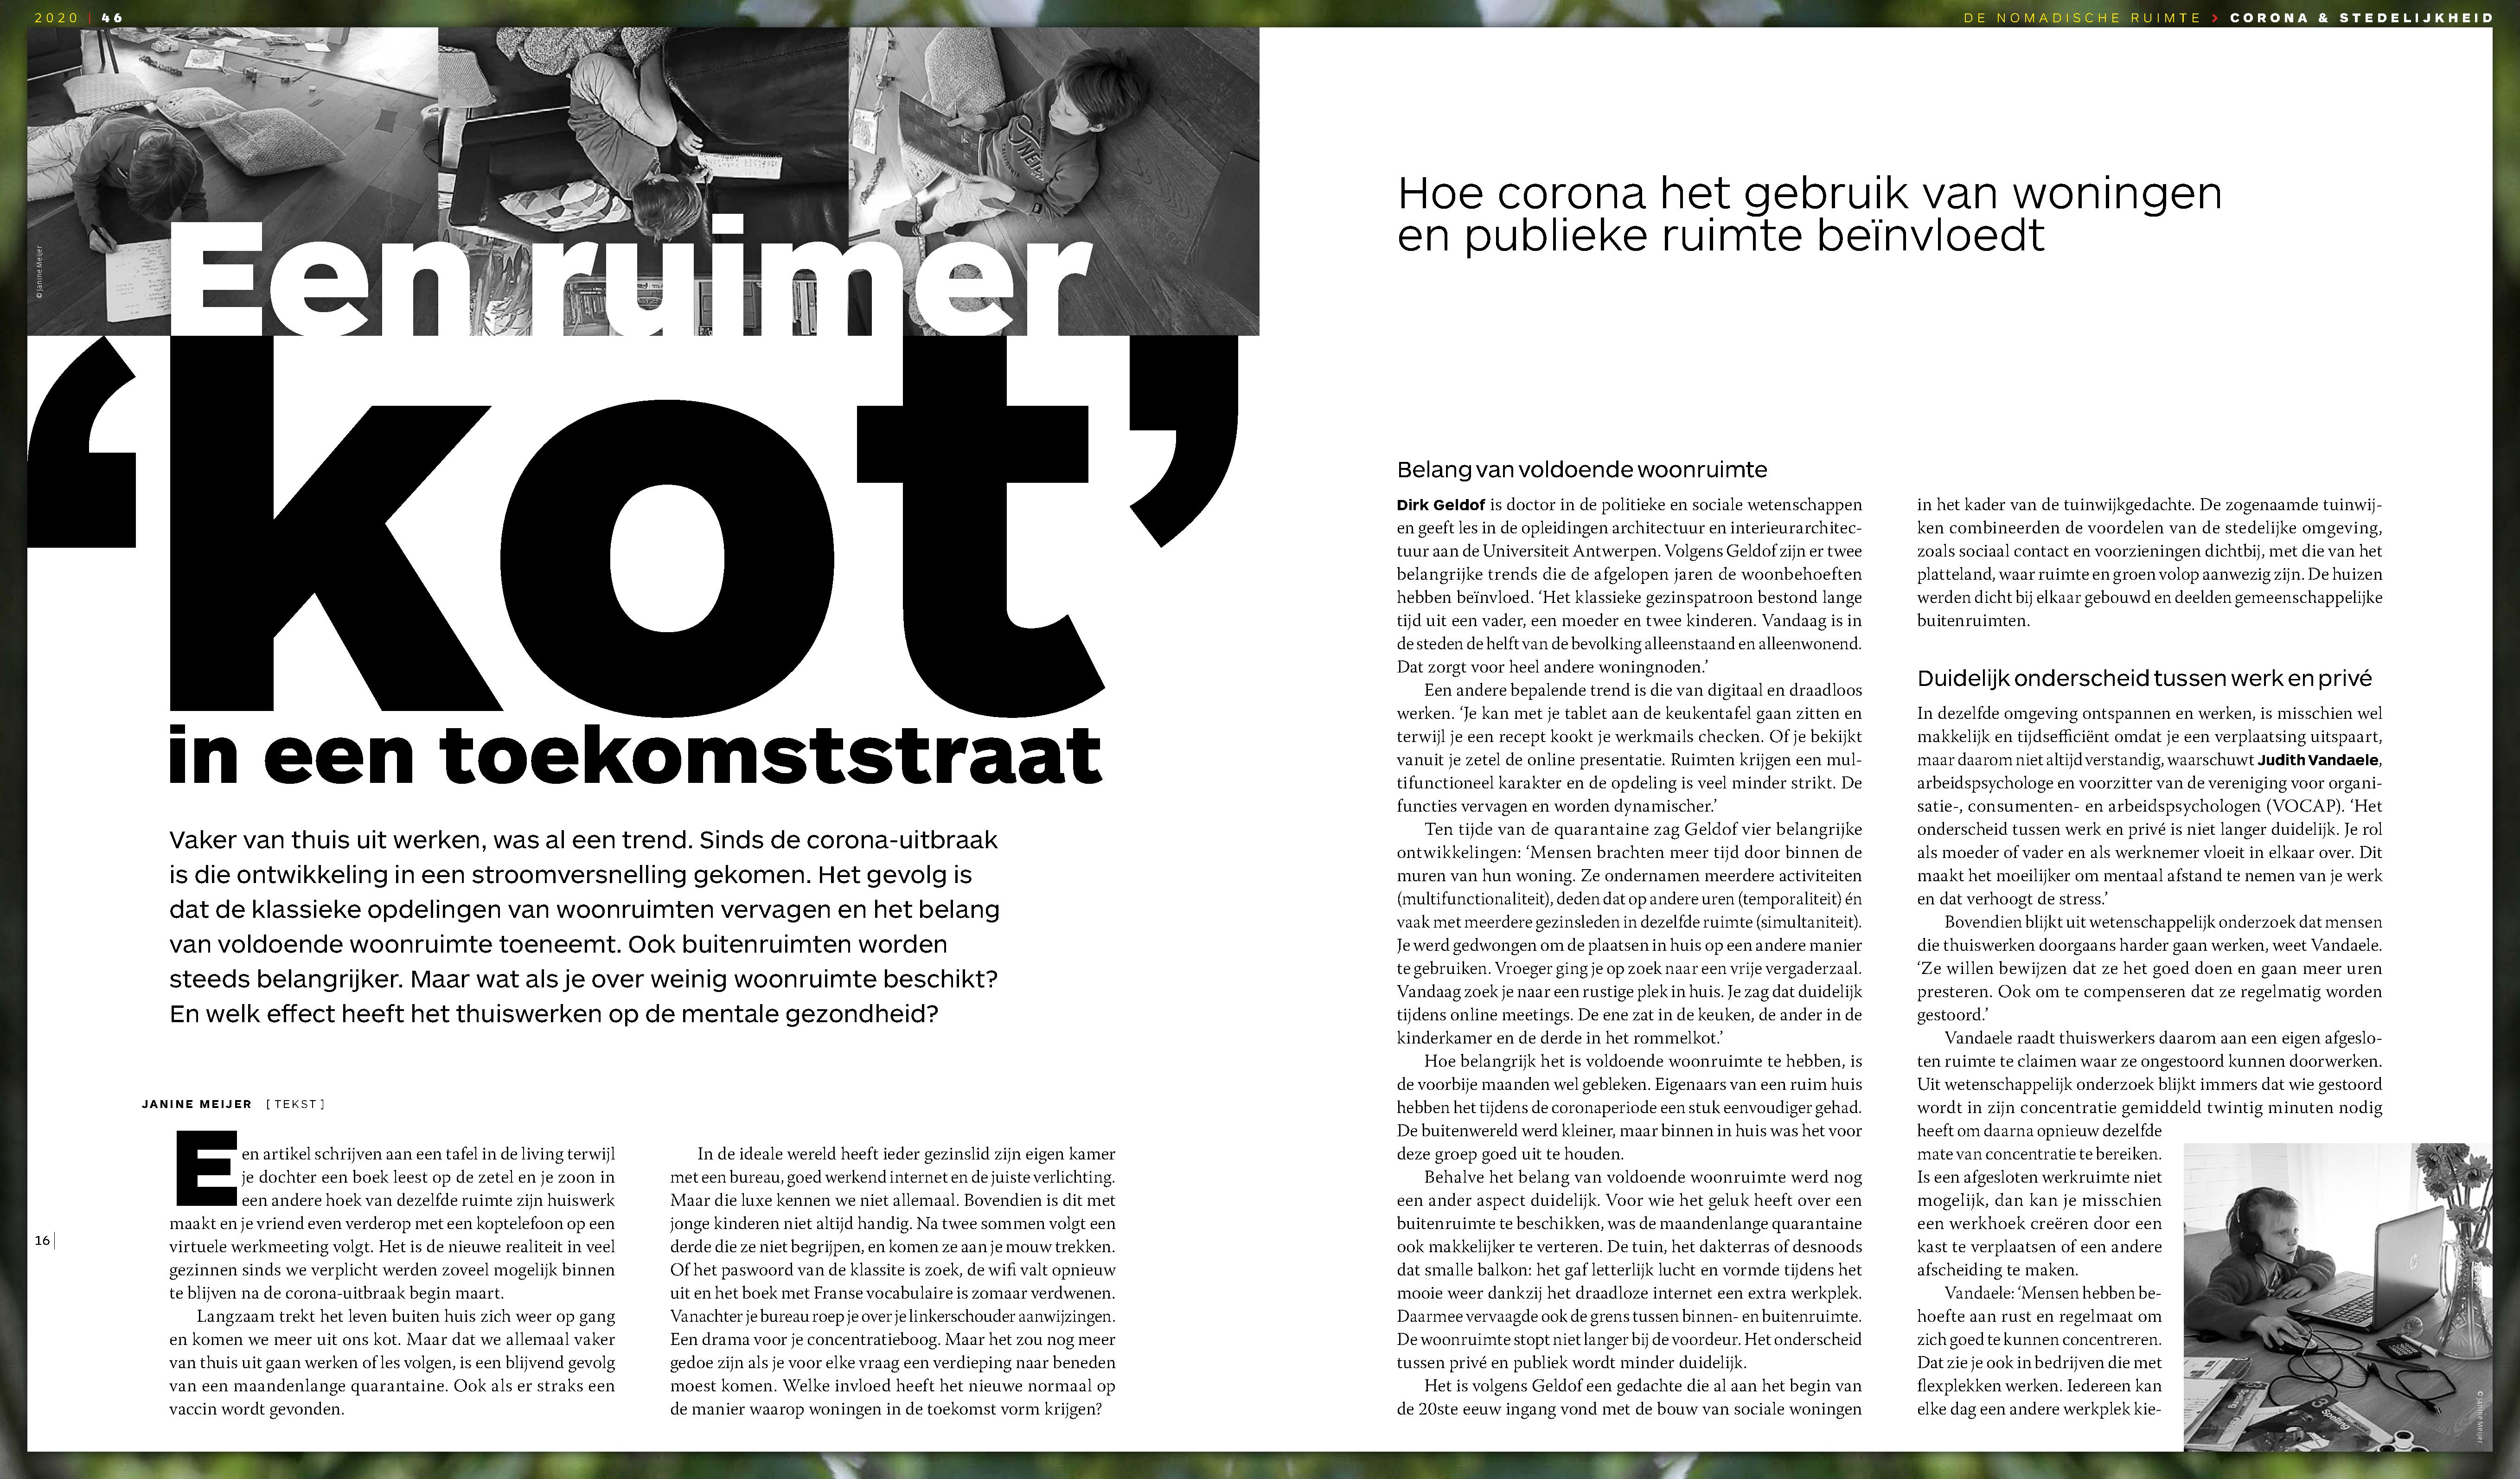 2020 | 46
DE NOMADISCHE RUIMTE > CORONA & STEDELIJKHEID
© Janine Meijer
Een ruimer
‘kot’
in een toekomststraat
Vaker van thuis uit werken, was al een trend. Sinds de corona-uitbraak
is die ontwikkeling in een stroomversnelling gekomen. Het gevolg is
dat de klassieke opdelingen van woonruimten vervagen en het belang
van voldoende woonruimte toeneemt. Ook buitenruimten worden
steeds belangrijker. Maar wat als je over weinig woonruimte beschikt?
En welk effect heeft het thuiswerken op de mentale gezondheid?
JANINE MEIJER [ TEKST ]
Een artikel schrijven aan een tafel in de living terwijl
je dochter een boek leest op de zetel en je zoon in
een andere hoek van dezelfde ruimte zijn huiswerk
maakt en je vriend even verderop met een koptelefoon op een
virtuele werkmeeting volgt. Het is de nieuwe realiteit in veel
gezinnen sinds we verplicht werden zoveel mogelijk binnen
te blijven na de corona-uitbraak begin maart.
Langzaam trekt het leven buiten huis zich weer op gang
en komen we meer uit ons kot. Maar dat we allemaal vaker
van thuis uit gaan werken of les volgen, is een blijvend gevolg
van een maandenlange quarantaine. Ook als er straks een
vaccin wordt gevonden.
In de ideale wereld heeft ieder gezinslid zijn eigen kamer
met een bureau, goed werkend internet en de juiste verlichting.
Maar die luxe kennen we niet allemaal. Bovendien is dit met
jonge kinderen niet altijd handig. Na twee sommen volgt een
derde die ze niet begrijpen, en komen ze aan je mouw trekken.
Of het paswoord van de klassite is zoek, de wifi valt opnieuw
uit en het boek met Franse vocabulaire is zomaar verdwenen.
Vanachter je bureau roep je over je linkerschouder aanwijzingen.
Een drama voor je concentratieboog. Maar het zou nog meer
gedoe zijn als je voor elke vraag een verdieping naar beneden
moest komen. Welke invloed heeft het nieuwe normaal op
de manier waarop woningen in de toekomst vorm krijgen?
16
Hoe corona het gebruik van woningen
en publieke ruimte beïnvloedt
Belang van voldoende woonruimte
Dirk Geldof is doctor in de politieke en sociale wetenschappen
en geeft les in de opleidingen architectuur en interieurarchitec-
tuur aan de Universiteit Antwerpen. Volgens Geldof zijn er twee
belangrijke trends die de afgelopen jaren de woonbehoeften
hebben beïnvloed. ‘Het klassieke gezinspatroon bestond lange
tijd uit een vader, een moeder en twee kinderen. Vandaag is in
de steden de helft van de bevolking alleenstaand en alleenwonend.
Dat zorgt voor heel andere woningnoden.’
Een andere bepalende trend is die van digitaal en draadloos
werken. ‘Je kan met je tablet aan de keukentafel gaan zitten en
terwijl je een recept kookt je werkmails checken. Of je bekijkt
vanuit je zetel de online presentatie. Ruimten krijgen een mul-
tifunctioneel karakter en de opdeling is veel minder strikt. De
functies vervagen en worden dynamischer.’
Ten tijde van de quarantaine zag Geldof vier belangrijke
ontwikkelingen: ‘Mensen brachten meer tijd door binnen de
muren van hun woning. Ze ondernamen meerdere activiteiten
(multifunctionaliteit), deden dat op andere uren (temporaliteit) én
vaak met meerdere gezinsleden in dezelfde ruimte (simultaniteit).
Je werd gedwongen om de plaatsen in huis op een andere manier
te gebruiken. Vroeger ging je op zoek naar een vrije vergaderzaal.
Vandaag zoek je naar een rustige plek in huis. Je zag dat duidelijk
tijdens online meetings. De ene zat in de keuken, de ander in de
kinderkamer en de derde in het rommelkot.’
Hoe belangrijk het is voldoende woonruimte te hebben, is
de voorbije maanden wel gebleken. Eigenaars van een ruim huis
hebben het tijdens de coronaperiode een stuk eenvoudiger gehad.
De buitenwereld werd kleiner, maar binnen in huis was het voor
deze groep goed uit te houden.
Behalve het belang van voldoende woonruimte werd nog
een ander aspect duidelijk. Voor wie het geluk heeft over een
buitenruimte te beschikken, was de maandenlange quarantaine
ook makkelijker te verteren. De tuin, het dakterras of desnoods
dat smalle balkon: het gaf letterlijk lucht en vormde tijdens het
mooie weer dankzij het draadloze internet een extra werkplek.
Daarmee vervaagde ook de grens tussen binnen- en buitenruimte.
De woonruimte stopt niet langer bij de voordeur. Het onderscheid
tussen privé en publiek wordt minder duidelijk.
Het is volgens Geldof een gedachte die al aan het begin van
de 20ste eeuw ingang vond met de bouw van sociale woningen
in het kader van de tuinwijkgedachte. De zogenaamde tuinwij-
ken combineerden de voordelen van de stedelijke omgeving,
zoals sociaal contact en voorzieningen dichtbij, met die van het
platteland, waar ruimte en groen volop aanwezig zijn. De huizen
werden dicht bij elkaar gebouwd en deelden gemeenschappelijke
buitenruimten.
Duidelijk onderscheid tussen werk en privé
In dezelfde omgeving ontspannen en werken, is misschien wel
makkelijk en tijdsefficiënt omdat je een verplaatsing uitspaart,
maar daarom niet altijd verstandig, waarschuwt Judith Vandaele,
arbeidspsychologe en voorzitter van de vereniging voor organi-
satie-, consumenten- en arbeidspsychologen (VOCAP). ‘Het
onderscheid tussen werk en privé is niet langer duidelijk. Je rol
als moeder of vader en als werknemer vloeit in elkaar over. Dit
maakt het moeilijker om mentaal afstand te nemen van je werk
en dat verhoogt de stress.’
Bovendien blijkt uit wetenschappelijk onderzoek dat mensen
die thuiswerken doorgaans harder gaan werken, weet Vandaele.
‘Ze willen bewijzen dat ze het goed doen en gaan meer uren
presteren. Ook om te compenseren dat ze regelmatig worden
gestoord.’
Vandaele raadt thuiswerkers daarom aan een eigen afgeslo-
ten ruimte te claimen waar ze ongestoord kunnen doorwerken.
Uit wetenschappelijk onderzoek blijkt immers dat wie gestoord
wordt in zijn concentratie gemiddeld twintig minuten nodig
heeft om daarna opnieuw dezelfde
mate van concentratie te bereiken.
Is een afgesloten werkruimte niet
mogelijk, dan kan je misschien
een werkhoek creëren door een
kast te verplaatsen of een andere
afscheiding te maken.
Vandaele: ‘Mensen hebben be-
hoefte aan rust en regelmaat om
zich goed te kunnen concentreren.
Dat zie je ook in bedrijven die met
flexplekken werken. Iedereen kan
elke dag een andere werkplek kie-
Spelling
© Janine Meijer